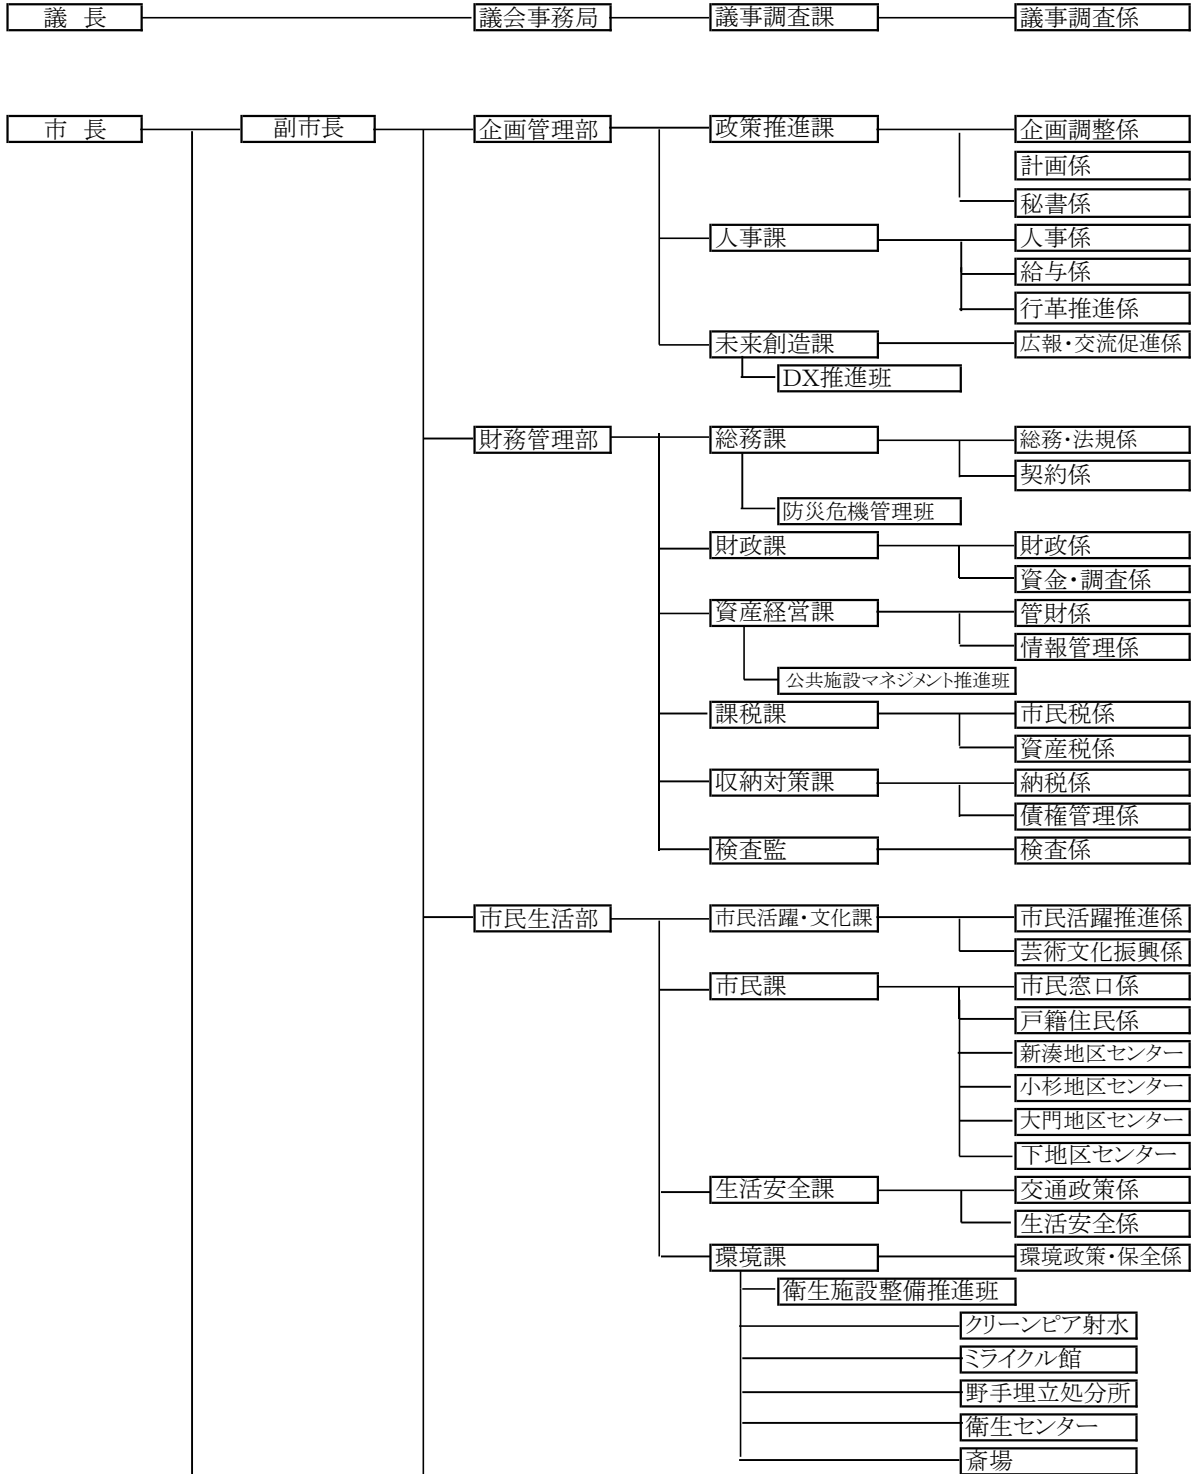 議 長 議会事務局 議事調査課 議事調査係
市 長 副市長 企画管理部 政策推進課 企画調整係
計画係
秘書係
人事課 人事係
給与係
行革推進係
未来創造課 広報・交流促進係
DX推進班
財務管理部 総務課 総務・法規係
契約係
防災危機管理班
財政課 財政係
資金・調査係
資産経営課 管財係
情報管理係
公共施設マネジメント推進班
課税課 市民税係
資産税係
収納対策課 納税係
債権管理係
検査監 検査係
市民生活部 市民活躍・文化課 市民活躍推進係
芸術文化振興係
市民課 市民窓口係
戸籍住民係
新湊地区センター
小杉地区センター
大門地区センター
下地区センター
生活安全課 交通政策係
生活安全係
環境課 環境政策・保全係
衛生施設整備推進班
クリーンピア射水
ミライクル館
野手埋立処分所
衛生センター
斎場